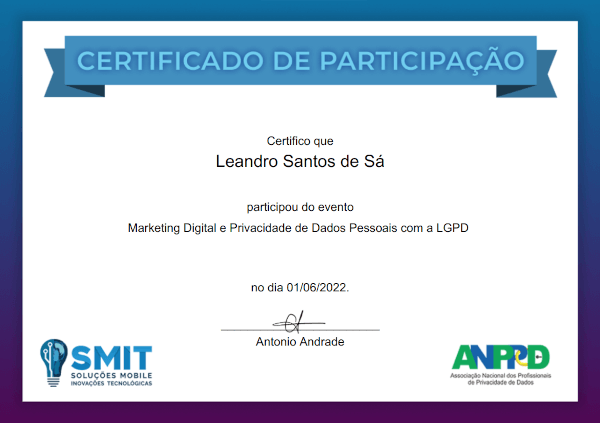 CERTIFICADO DE PARTICIPAÇÃO
Certifico que
Leandro Santos de Sá
participou do evento
Marketing Digital e Privacidade de Dados Pessoais com a LGPD
no dia 01/06/2022.
Antonio Andrade
SMIT
SOLUÇÕES MOBILE
INOVAÇÕES TECNOLÓGICAS
ANPPD
Associação Nacional dos Profissionais
de Privacidade de Dados